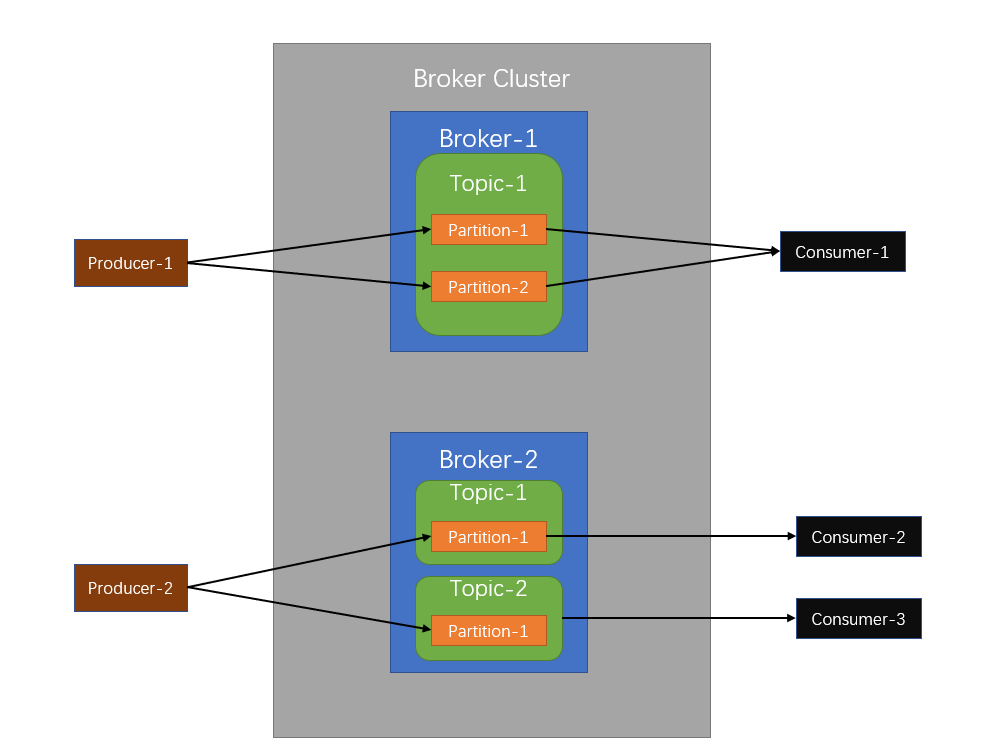 Broker Cluster
Broker-1
Topic-1
Partition-1
Partition-2
Producer-1
Consumer-1
Broker-2
Topic-1
Partition-1
Topic-2
Partition-1
Producer-2
Consumer-2
Consumer-3